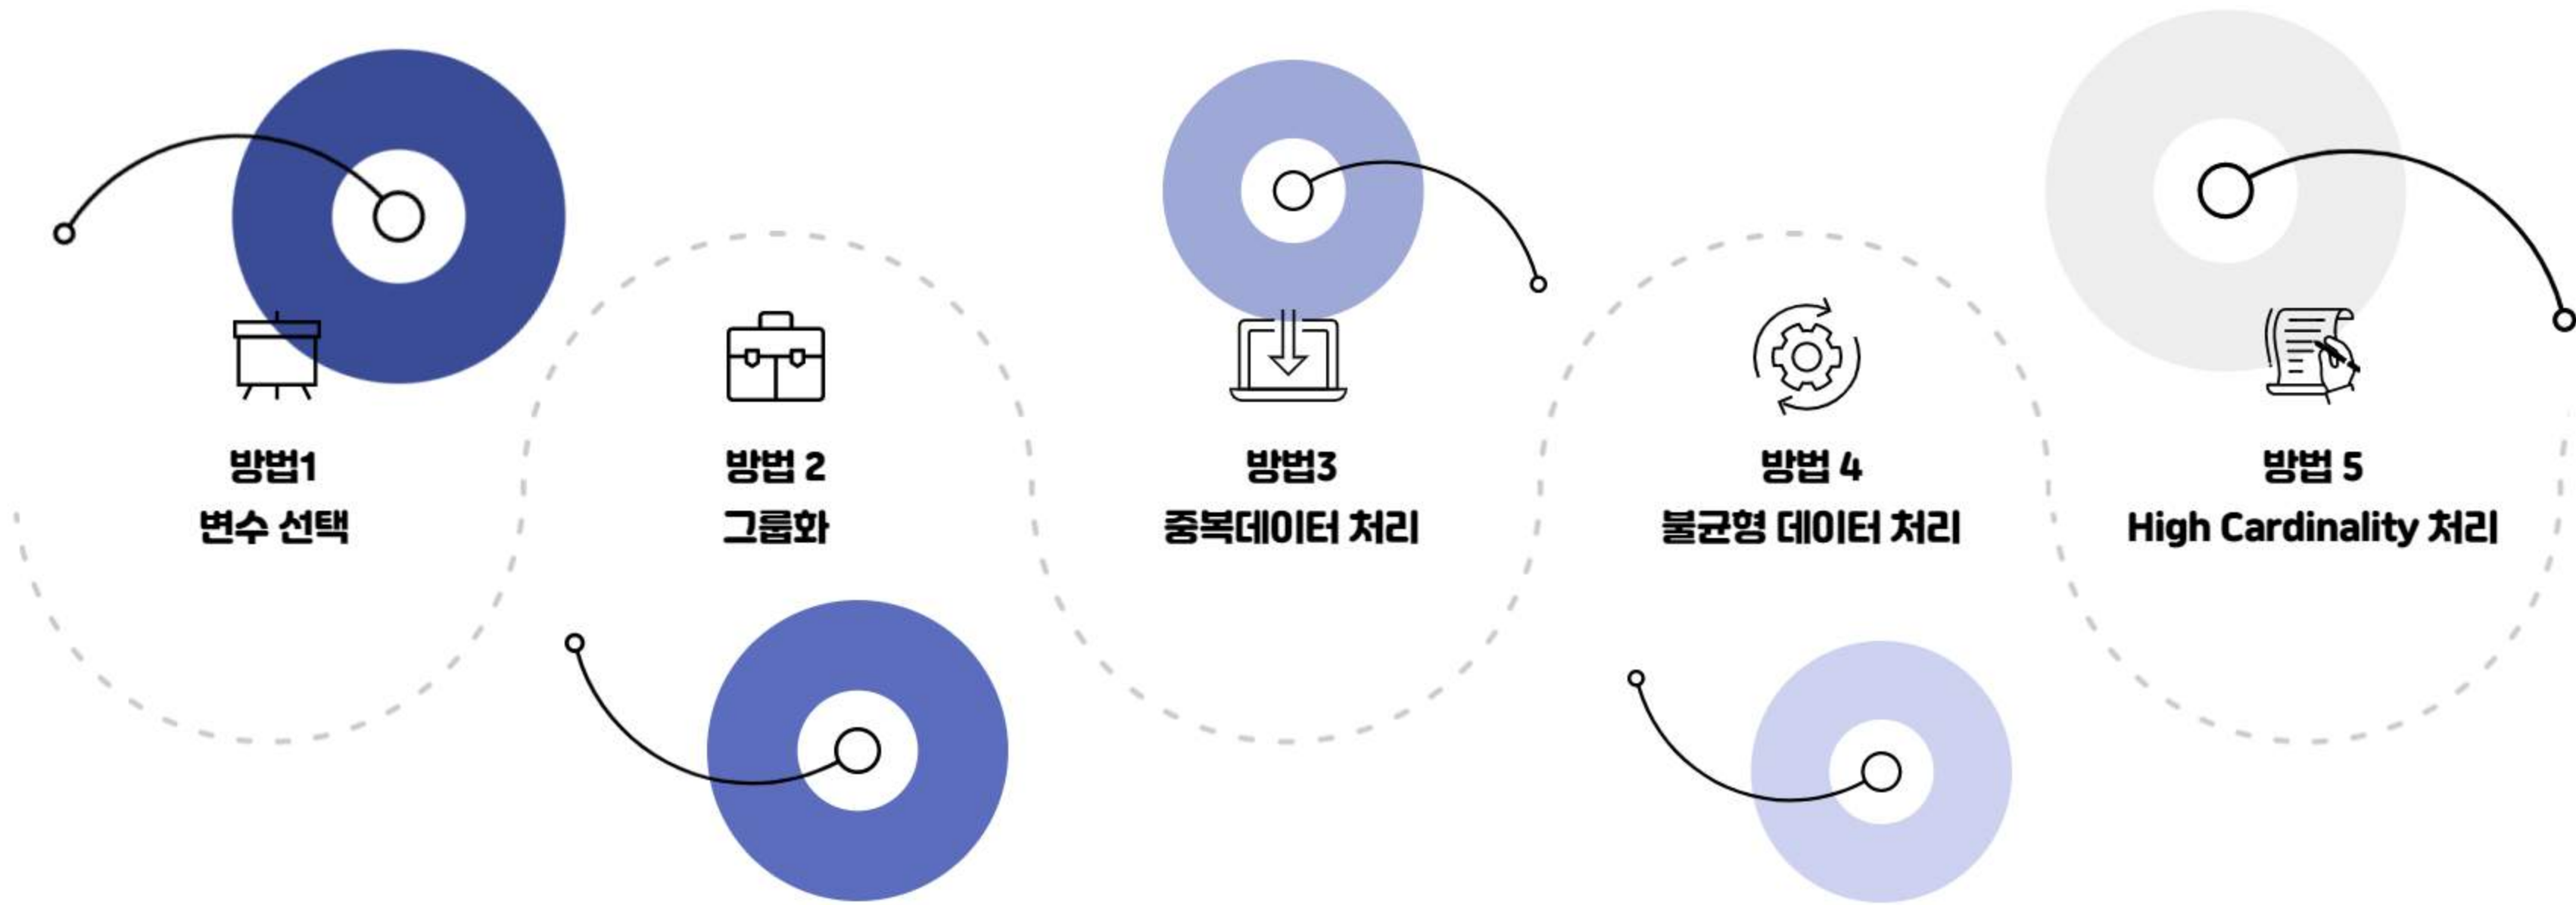 방법1
변수 선택
방법 2
그룹화
방법3
중복데이터 처리
방법 4
불균형 데이터 처리
방법 5
High Cardinality 처리